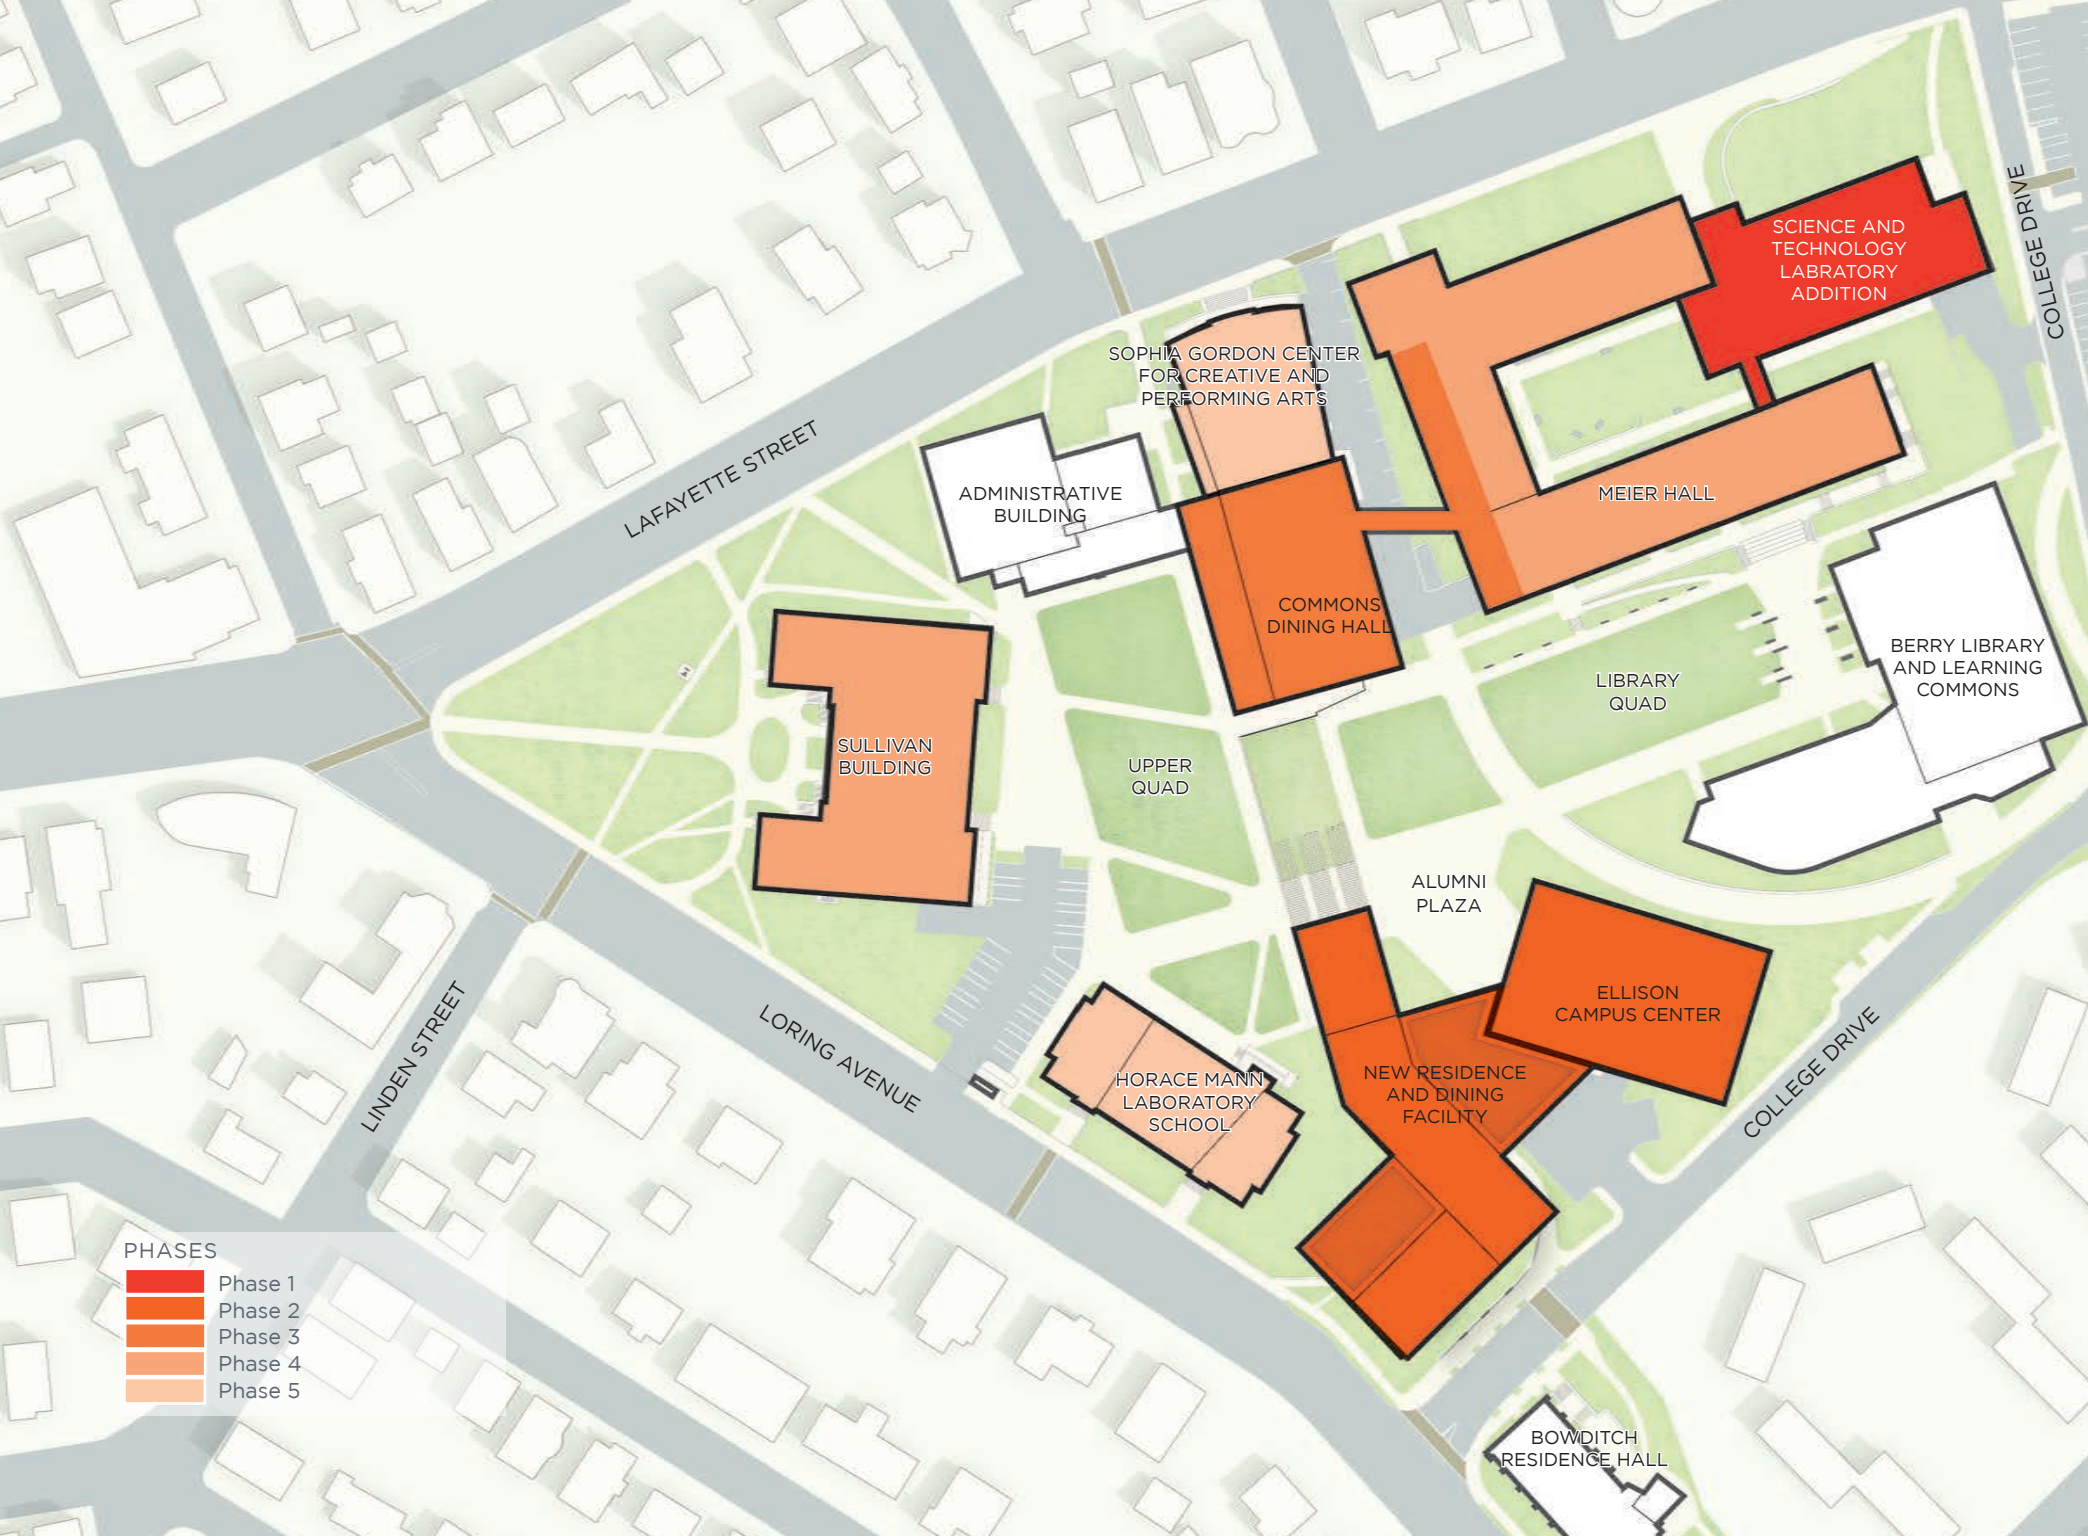 COLLEGE DRIVE
SCIENCE AND
TECHNOLOGY
LABRATORY
ADDITION
SOPHIA GORDON CENTER
FOR CREATIVE AND
PERFORMING ARTS
LAFAYETTE STREET
ADMINISTRATIVE
BUILDING
MEIER HALL
COMMONS
DINING HALL
BERRY LIBRARY
AND LEARNING
COMMONS
LIBRARY
QUAD
SULLIVAN
BUILDING
UPPER
QUAD
ALUMNI
PLAZA
ELLISON
CAMPUS CENTER
LINDEN STREET
LORING AVENUE
COLLEGE DRIVE
HORACE MANN
LABORATORY
SCHOOL
NEW RESIDENCE
AND DINING
FACILITY
PHASES
Phase 1
Phase 2
Phase 3
Phase 4
Phase 5
BOWDITCH
RESIDENCE HALL